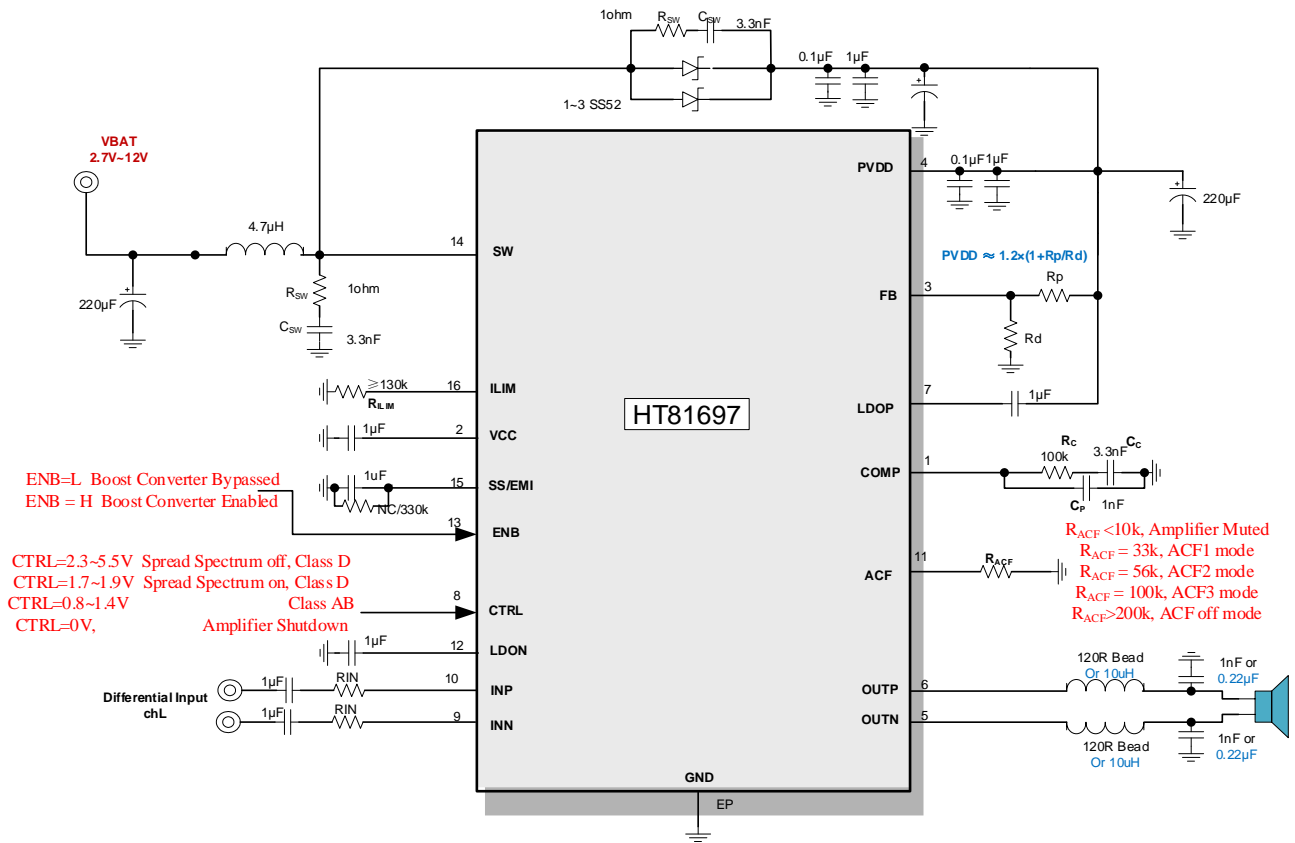 1ohm
RSW
CSW
3.3nF
0.1µF
1µF
1~3 SS52
VBAT
2.7V~12V
PVDD
4
0.1µF
1µF
220µF
4.7µH
14
SW
PVDD ≈ 1.2×(1+Rp/Rd)
220µF
RSW
1ohm
CSW
3.3nF
FB
3
Rp
Rd
≥130k
RILIM
16
ILIM
7
LDOP
1µF
HT81697
1µF
2
VCC
COMP
1
RC
100k
3.3nF
CC
CP
1nF
ENB=L Boost Converter Bypassed
ENB = H Boost Converter Enabled
1uF
NC/330k
15
SS/EMI
13
ENB
RACF <10k, Amplifier Muted
RACF = 33k, ACF1 mode
RACF = 56k, ACF2 mode
RACF = 100k, ACF3 mode
RACF>200k, ACF off mode
11
ACF
RACF
CTRL=2.3~5.5V Spread Spectrum off, Class D
CTRL=1.7~1.9V Spread Spectrum on, Class D
CTRL=0.8~1.4V Class AB
CTRL=0V, Amplifier Shutdown
8
CTRL
1µF
12
LDON
Differential Input
chL
1µF
RIN
10
INP
1µF
RIN
9
INN
OUTP
6
120R Bead
Or 10uH
1nF or
0.22µF
OUTN
5
120R Bead
Or 10uH
1nF or
0.22µF
GND
EP